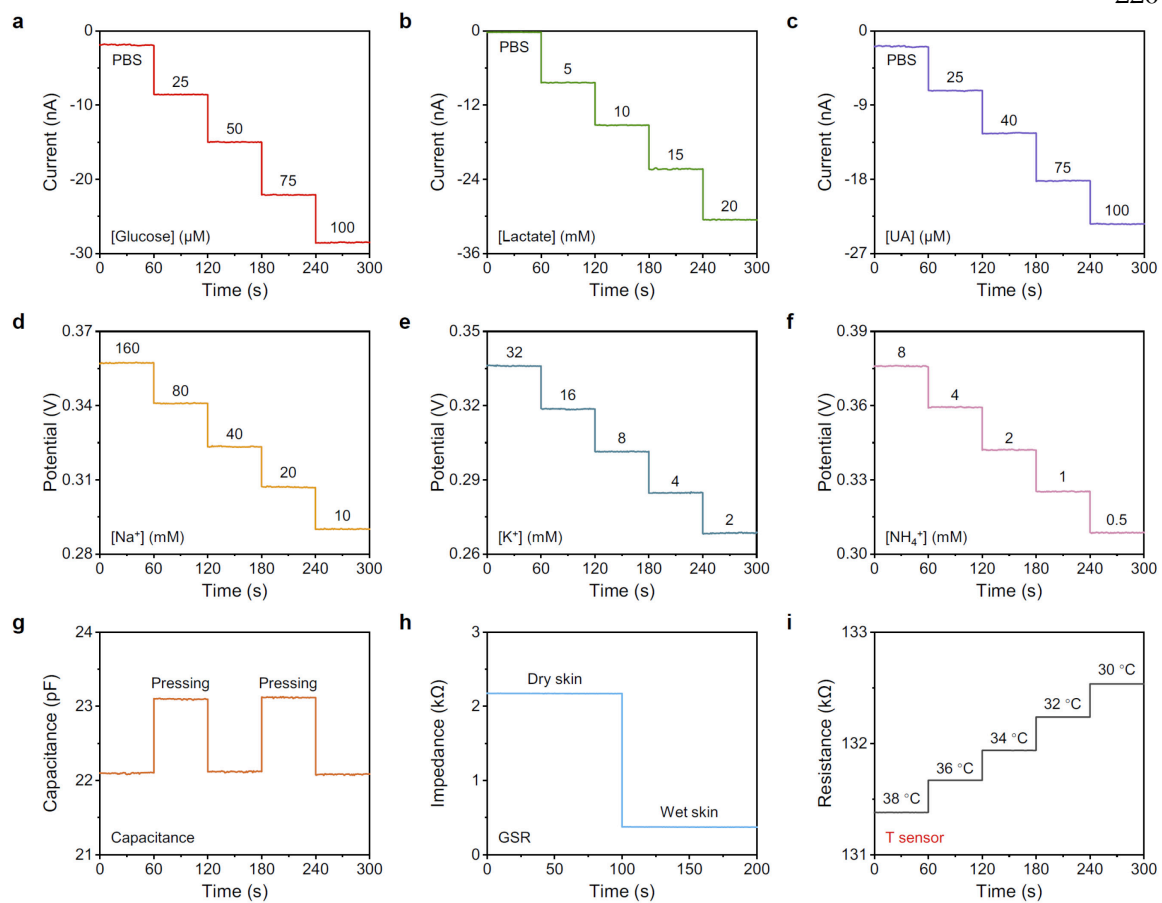 a
0
-10
-20
-30
Current (nA)
PBS
25
50
75
100
[Glucose] (µM)
0 60 120 180 240 300
Time (s)
b
0
-12
-24
-36
Current (nA)
PBS
5
10
15
20
[Lactate] (mM)
0 60 120 180 240 300
Time (s)
c
0
-9
-18
-27
Current (nA)
PBS
25
40
75
100
[UA] (µM)
0 60 120 180 240 300
Time (s)
d
0.37
0.34
0.31
0.28
Potential (V)
160
80
40
20
10
[Na⁺] (mM)
0 60 120 180 240 300
Time (s)
e
0.35
0.32
0.29
0.26
Potential (V)
32
16
8
4
2
[K⁺] (mM)
0 60 120 180 240 300
Time (s)
f
0.39
0.36
0.33
0.30
Potential (V)
8
4
2
1
0.5
[NH₄⁺] (mM)
0 60 120 180 240 300
Time (s)
g
24
23
22
21
Capacitance (pF)
Pressing Pressing
Capacitance
0 60 120 180 240 300
Time (s)
h
3
2
1
0
Impedance (kΩ)
Dry skin
Wet skin
GSR
0 50 100 150 200
Time (s)
i
133
132
131
Resistance (kΩ)
30 °C
32 °C
34 °C
36 °C
38 °C
T sensor
0 60 120 180 240 300
Time (s)